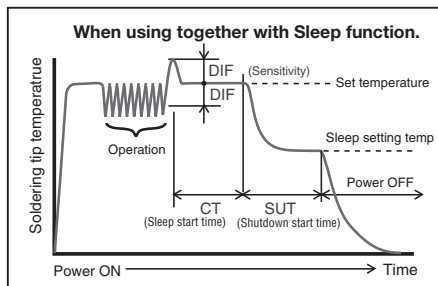 When using together with Sleep function.
Soldering tip temperatrue
DIF
(Sensitivity)
Set temperature
DIF
Operation
Sleep setting temp
Power OFF
CT
SUT
(Sleep start time)
(Shutdown start time)
Power ON
Time